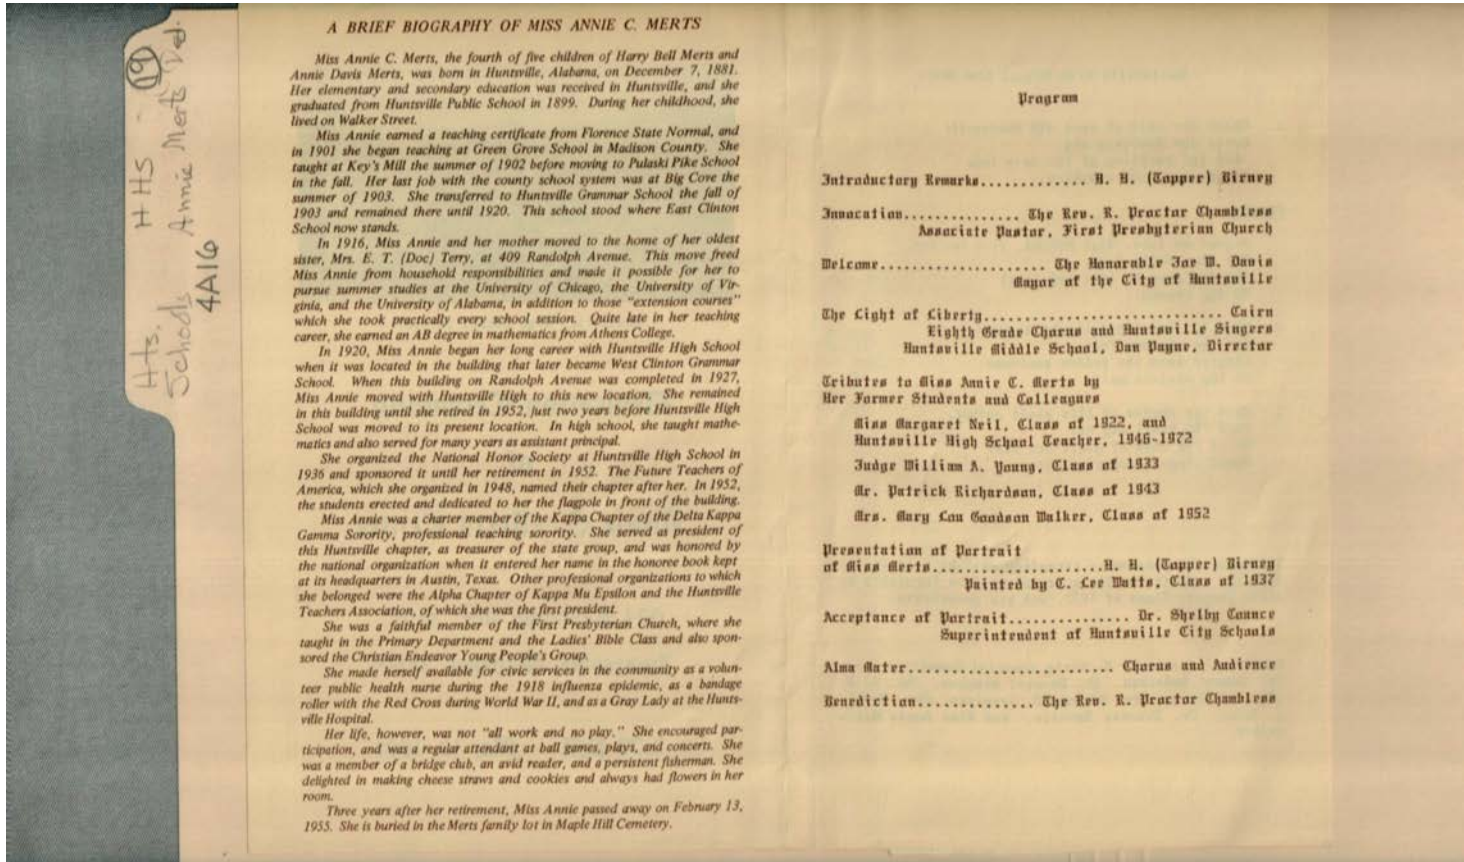 HHS - 19
Hts.
Schools Annie Merts Ded.
4A16
A BRIEF BIOGRAPHY OF MISS ANNIE C. MERTS
Miss Annie C. Merts, the fourth of five children of Harry Bell Merts and
Annie Davis Merts, was born in Huntsville, Alabama, on December 7, 1881.
Her elementary and secondary education was received in Huntsville, and she
graduated from Huntsville Public School in 1899. During her childhood, she
lived on Walker Street.
Miss Annie earned a teaching certificate from Florence State Normal, and
in 1901 she began teaching at Green Grove School in Madison County. She
taught at Key's Mill the summer of 1902 before moving to Pulaski Pike School
in the fall. Her last job with the county school system was at Big Cove the
summer of 1903. She transferred to Huntsville Grammar School the fall of
1903 and remained there until 1920. This school stood where East Clinton
School now stands.
In 1916, Miss Annie and her mother moved to the home of her oldest
sister, Mrs. E. T. (Doc) Terry, at 409 Randolph Avenue. This move freed
Miss Annie from household responsibilities and made it possible for her to
pursue summer studies at the University of Chicago, the University of Vir-
ginia, and the University of Alabama, in addition to those "extension courses"
which she took practically every school session. Quite late in her teaching
career, she earned an AB degree in mathematics from Athens College.
In 1920, Miss Annie began her long career with Huntsville High School
when it was located in the building that later became West Clinton Grammar
School. When this building on Randolph Avenue was completed in 1927,
Miss Annie moved with Huntsville High to this new location. She remained
in this building until she retired in 1952, just two years before Huntsville High
School was moved to its present location. In high school, she taught mathe-
matics and also served for many years as assistant principal.
She organized the National Honor Society at Huntsville High School in
1936 and sponsored it until her retirement in 1952. The Future Teachers of
America, which she organized in 1948, named their chapter after her. In 1952,
the students erected and dedicated to her the flagpole in front of the building.
Miss Annie was a charter member of the Kappa Chapter of the Delta Kappa
Gamma Sorority, professional teaching sorority. She served as president of
this Huntsville chapter, as treasurer of the state group, and was honored by
the national organization when it entered her name in the honoree book kept
at its headquarters in Austin, Texas. Other professional organizations to which
she belonged were the Alpha Chapter of Kappa Mu Epsilon and the Huntsville
Teachers Association, of which she was the first president.
She was a faithful member of the First Presbyterian Church, where she
taught in the Primary Department and the Ladies' Bible Class and also spon-
sored the Christian Endeavor Young People's Group.
She made herself available for civic services in the community as a volun-
teer public health nurse during the 1918 influenza epidemic, as a bandage
roller with the Red Cross during World War II, and as a Gray Lady at the Hunts-
ville Hospital.
Her life, however, was not "all work and no play." She encouraged par-
ticipation, and was a regular attendant at ball games, plays, and concerts. She
was a member of a bridge club, an avid reader, and a persistent fisherman. She
delighted in making cheese straws and cookies and always had flowers in her
room.
Three years after her retirement, Miss Annie passed away on February 13,
1955. She is buried in the Merts family lot in Maple Hill Cemetery.
Program
Introductory Remarks............. H. H. (Topper) Birney
Invocation............... The Rev. R. Proctor Chambless
Associate Pastor, First Presbyterian Church
Welcome..................... The Honorable Joe W. Davis
Mayor of the City of Huntsville
The Light of Liberty............................ Cairn
Eighth Grade Chorus and Huntsville Singers
Huntsville Middle School, Dan Payne, Director
Tributes to Miss Annie C. Merts by
Her Former Students and Colleagues
Miss Margaret Neil, Class of 1922, and
Huntsville High School Teacher, 1946-1972
Judge William A. Young, Class of 1933
Mr. Patrick Richardson, Class of 1943
Mrs. Mary Lou Goodson Walker, Class of 1952
Presentation of Portrait
of Miss Merts......................H. H. (Topper) Birney
Painted by C. Lee Watts, Class of 1937
Acceptance of Portrait............... Dr. Shelby Counce
Superintendent of Huntsville City Schools
Alma Mater.......................... Chorus and Audience
Benediction.............. The Rev. R. Proctor Chambless